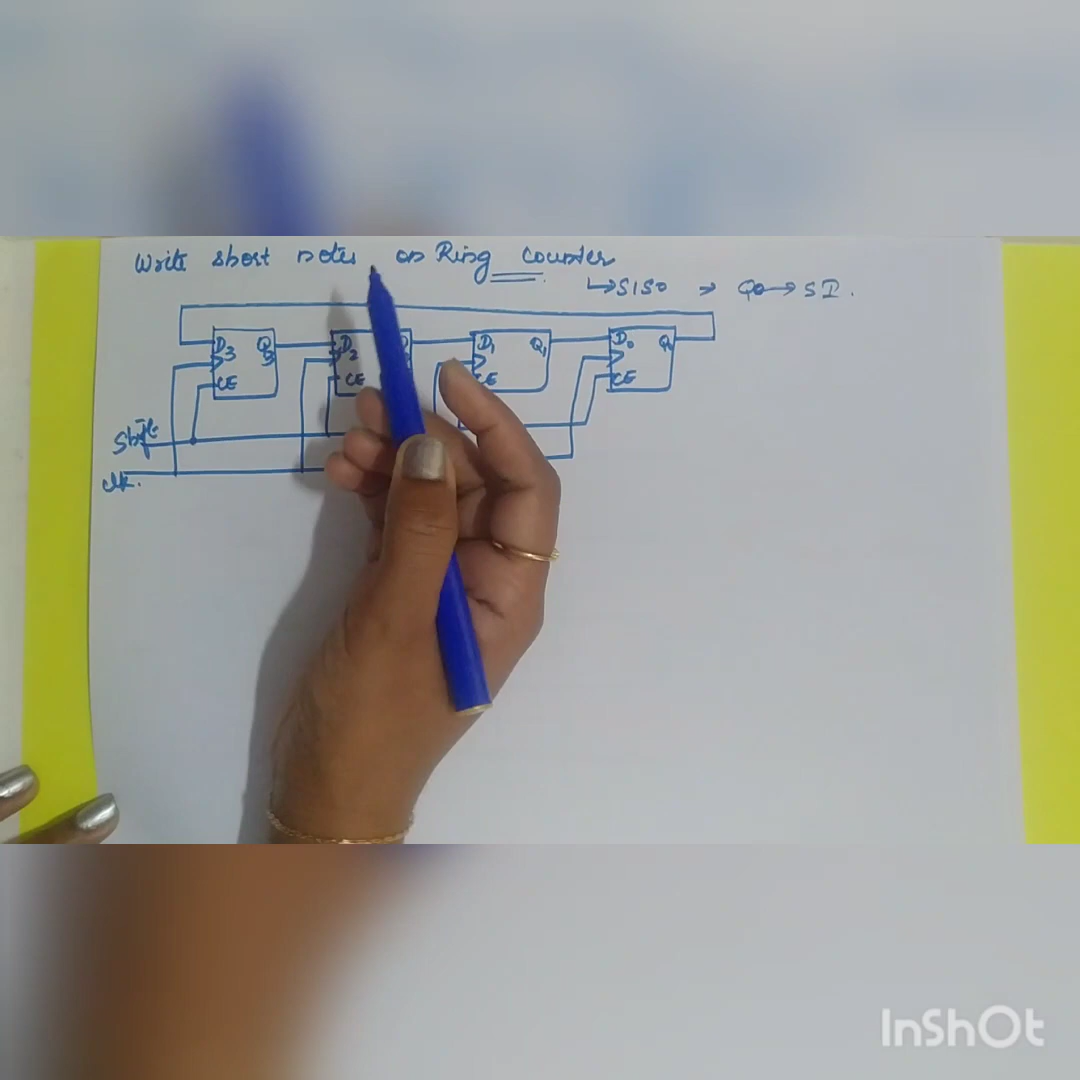 Write short notes on Ring counter
↳ SISO → Q0 → SI.
D3 Q3 D2 D1 Q1 D0 Q0
CE CE CE CE
Shift
clk.
InShOt